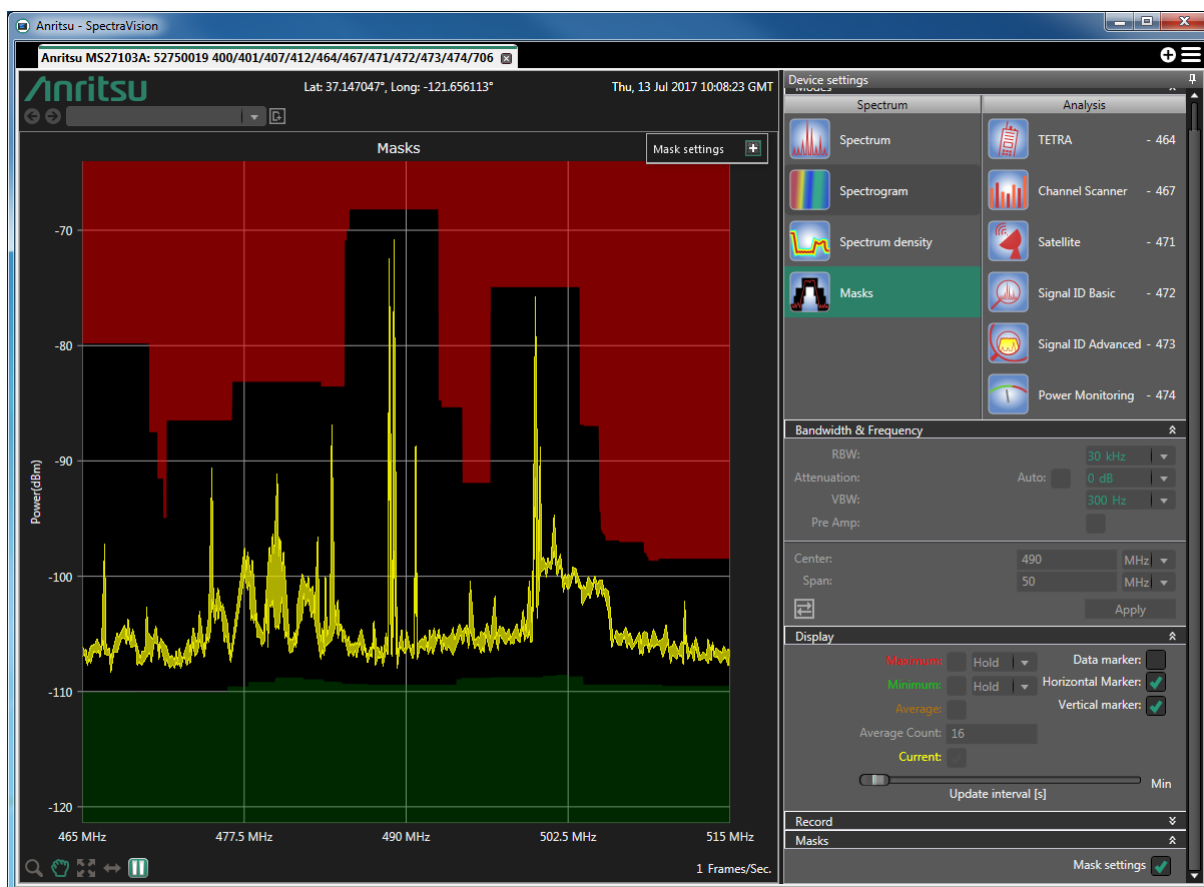 Anritsu - SpectraVision
Anritsu MS27103A: 52750019 400/401/407/412/464/467/471/472/473/474/706
Anritsu
Lat: 37.147047°, Long: -121.656113°
Thu, 13 Jul 2017 10:08:23 GMT
Masks
Mask settings
Power(dBm)
-70
-80
-90
-100
-110
-120
465 MHz
477.5 MHz
490 MHz
502.5 MHz
515 MHz
1 Frames/Sec.
Device settings
Modes
Spectrum
Analysis
Spectrum
TETRA - 464
Spectrogram
Channel Scanner - 467
Spectrum density
Satellite - 471
Masks
Signal ID Basic - 472
Signal ID Advanced - 473
Power Monitoring - 474
Bandwidth & Frequency
RBW: 30 kHz
Attenuation: Auto: 0 dB
VBW: 300 Hz
Pre Amp:
Center: 490 MHz
Span: 50 MHz
Apply
Display
Maximum: Hold Data marker:
Minimum: Hold Horizontal Marker:
Average: Vertical marker:
Average Count: 16
Current:
Min
Update interval [s]
Record
Masks
Mask settings